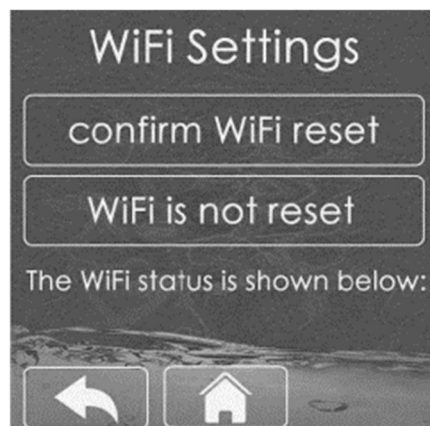 WiFi Settings
confirm WiFi reset
WiFi is not reset
The WiFi status is shown below: